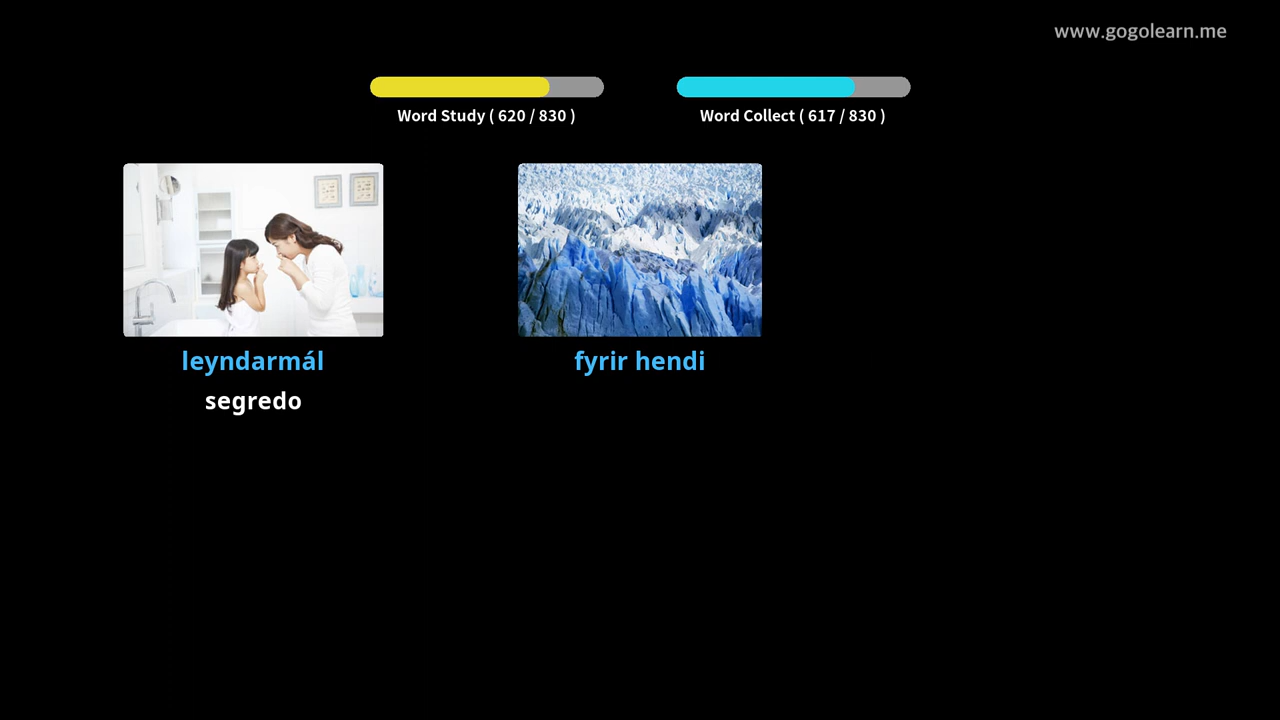 www.gogolearn.me
Word Study ( 620 / 830 )
Word Collect ( 617 / 830 )
leyndarmál
fyrir hendi
segredo